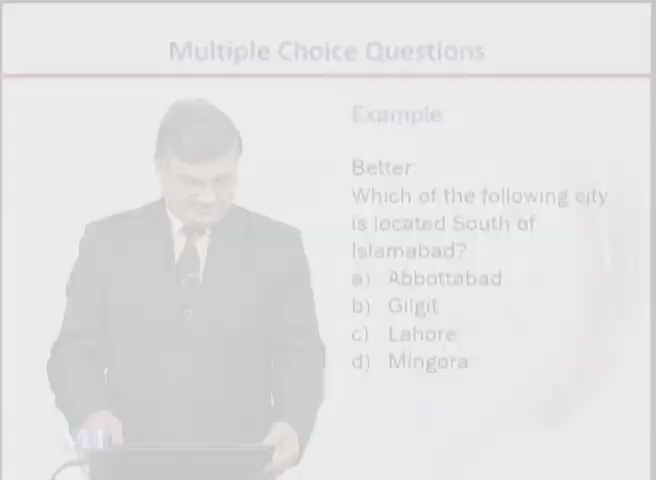 Multiple Choice Questions
Example
Better
Which of the following city
is located South of
Islamabad?
a) Abbottabad
b) Gilgit
c) Lahore
d) Mingora